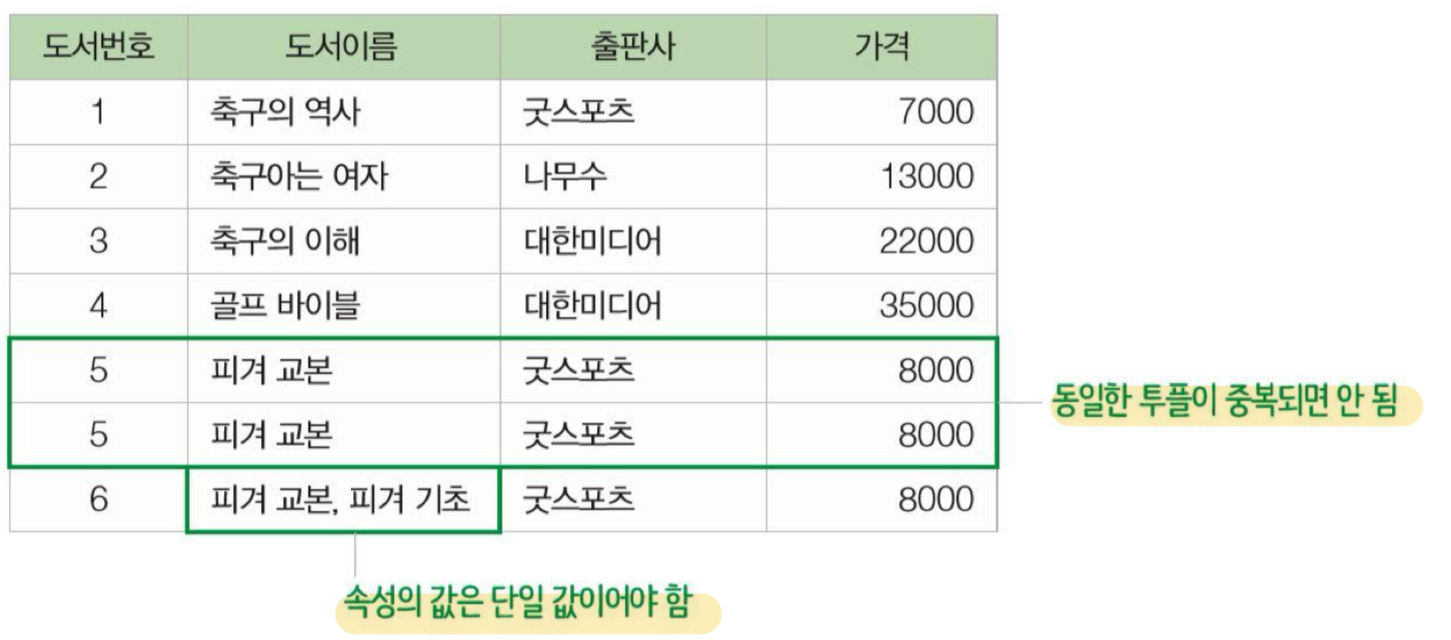 도서번호 도서이름 출판사 가격
1 축구의 역사 굿스포츠 7000
2 축구아는 여자 나무수 13000
3 축구의 이해 대한미디어 22000
4 골프 바이블 대한미디어 35000
5 피겨 교본 굿스포츠 8000
동일한 투플이 중복되면 안 됨
5 피겨 교본 굿스포츠 8000
6 피겨 교본, 피겨 기초 굿스포츠 8000
속성의 값은 단일 값이어야 함